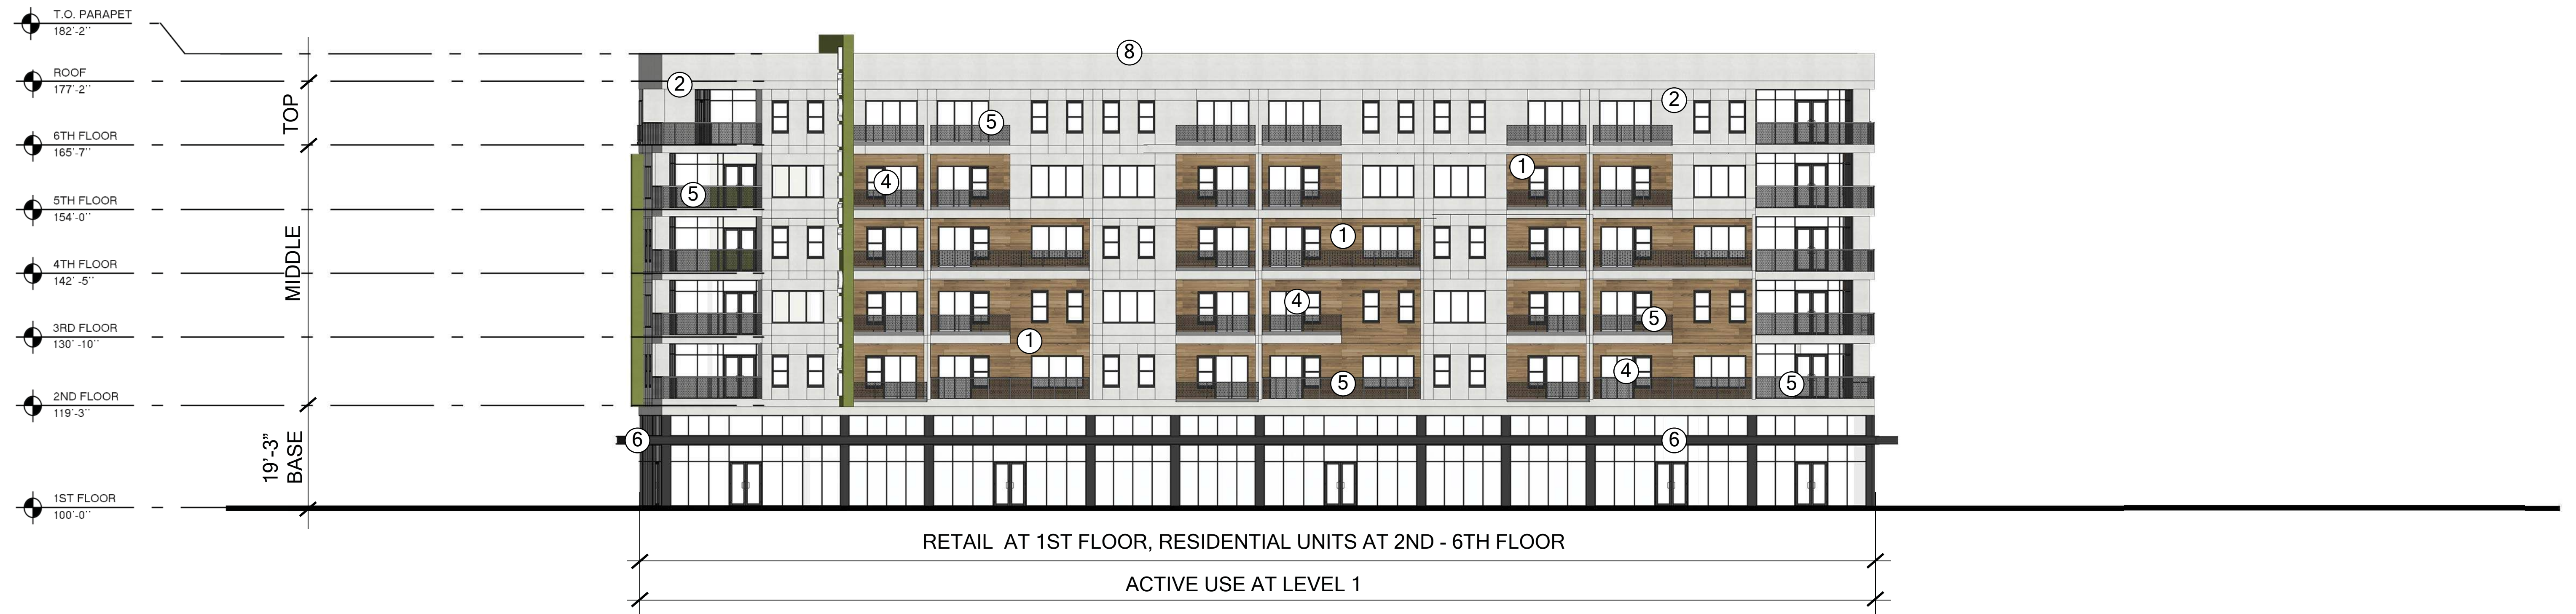 T.O. PARAPET
182'-2"
ROOF
177'-2"
6TH FLOOR
165'-7"
5TH FLOOR
154'-0"
4TH FLOOR
142' -5"
3RD FLOOR
130' -10"
2ND FLOOR
119'-3"
1ST FLOOR
100'-0"
TOP
MIDDLE
19'-3"
BASE
8
2
2
5
1
4
5
1
4
5
1
4
5
5
6
6
RETAIL AT 1ST FLOOR, RESIDENTIAL UNITS AT 2ND - 6TH FLOOR
ACTIVE USE AT LEVEL 1